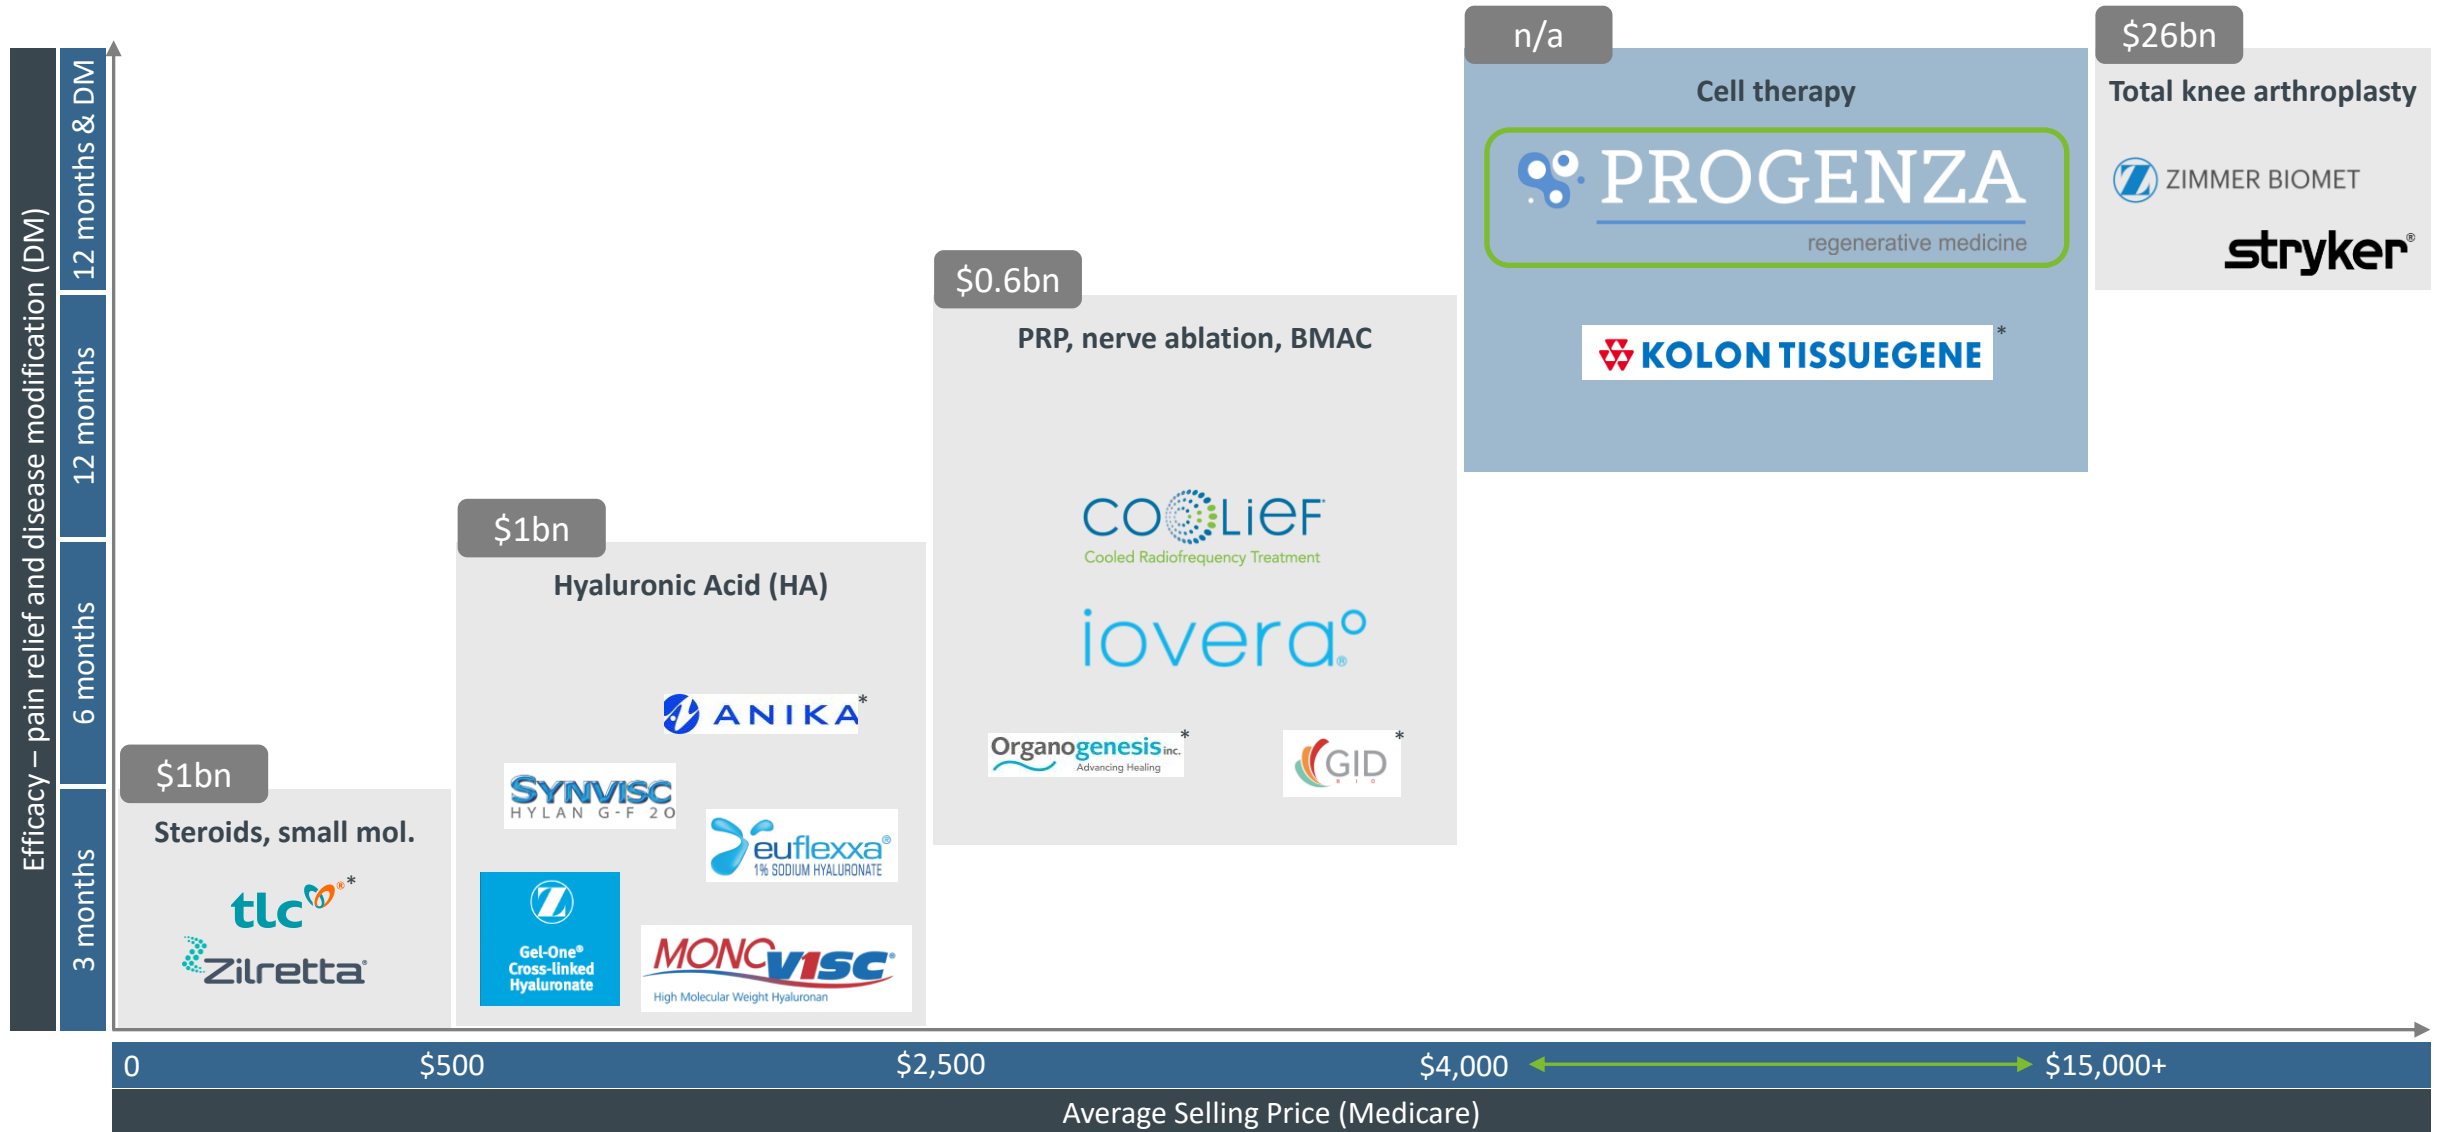 n/a
$26bn
Cell therapy
Total knee arthroplasty
PROGENZA
regenerative medicine
ZIMMER BIOMET
stryker®
$0.6bn
PRP, nerve ablation, BMAC
KOLON TISSUEGENE *
COOLIEF
Cooled Radiofrequency Treatment
iovera°®
Organogenesis inc. *
Advancing Healing
GID *
BIO
$1bn
Hyaluronic Acid (HA)
ANIKA *
SYNVISC
HYLAN G-F 20
euflexxa®
1% SODIUM HYALURONATE
Gel-One®
Cross-linked
Hyaluronate
MONOVISC®
High Molecular Weight Hyaluronan
$1bn
Steroids, small mol.
tlc® *
Zilretta®
Efficacy – pain relief and disease modification (DM)
12 months & DM
12 months
6 months
3 months
0
$500
$2,500
$4,000
$15,000+
Average Selling Price (Medicare)